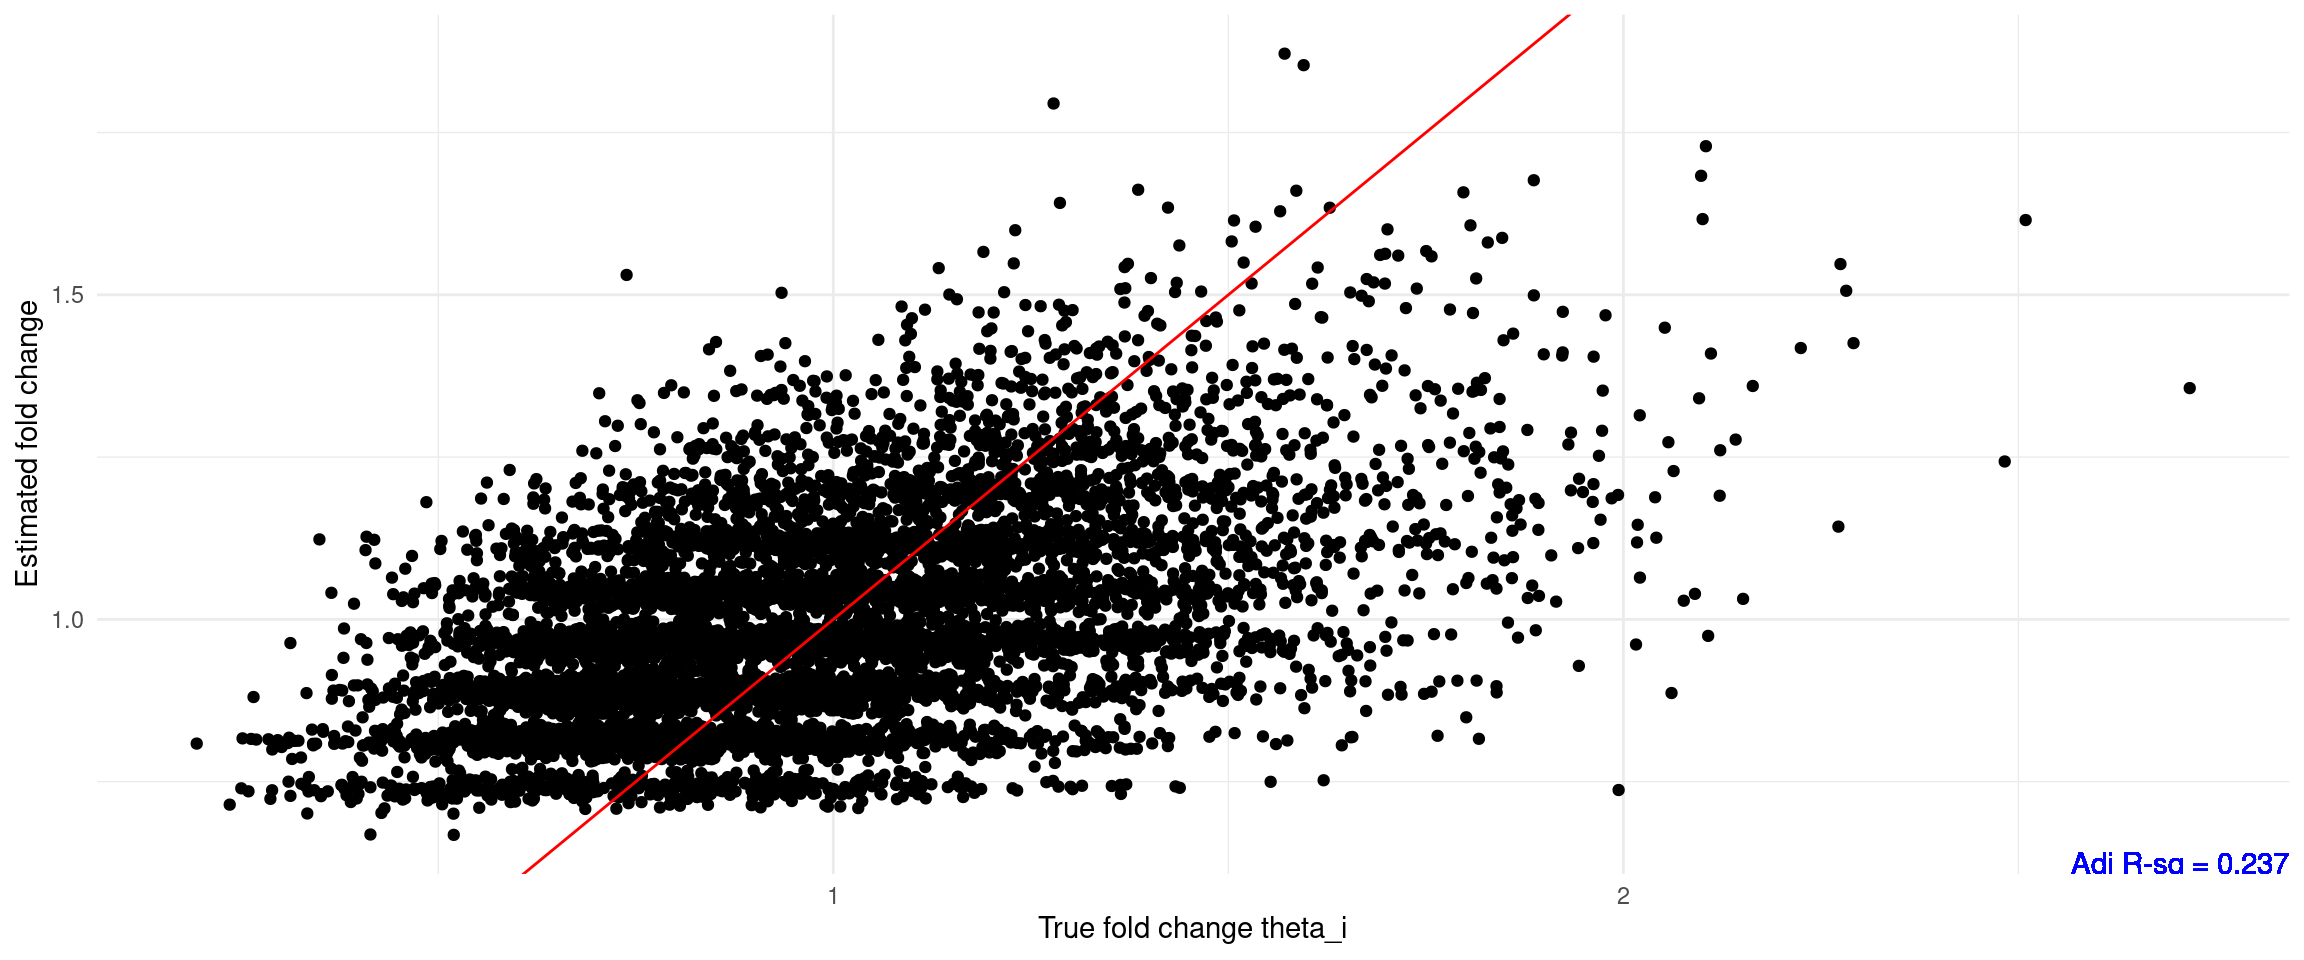 Estimated fold change
1.5
1.0
1
2
True fold change theta_i
Adj R-sq = 0.237